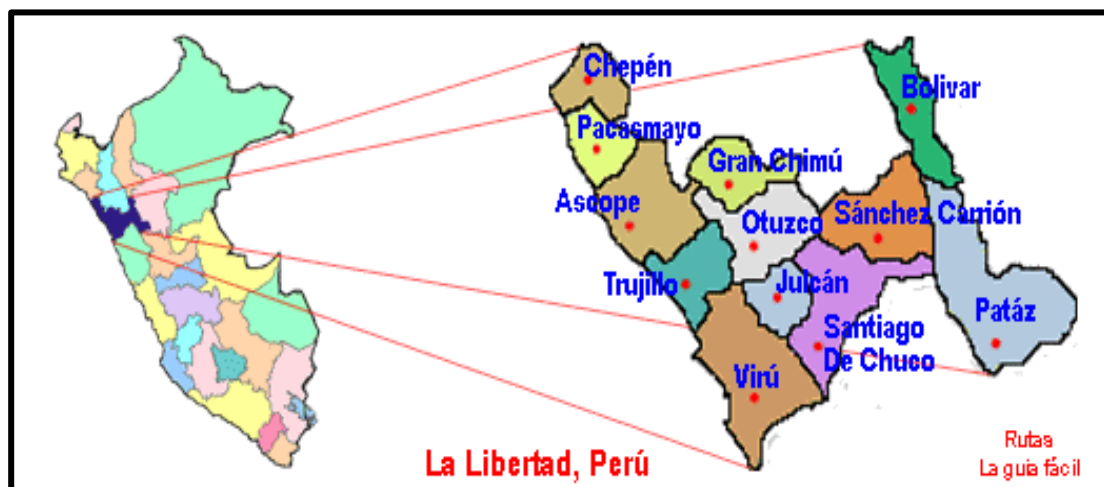 Chepén
Bolivar
Pacasmayo
Gran Chimú
Ascope
Otuzco
Sánchez Carrión
Trujillo
Julcán
Patáz
Santiago
De Chuco
Virú
La Libertad, Perú
Rutas
La guia fácil